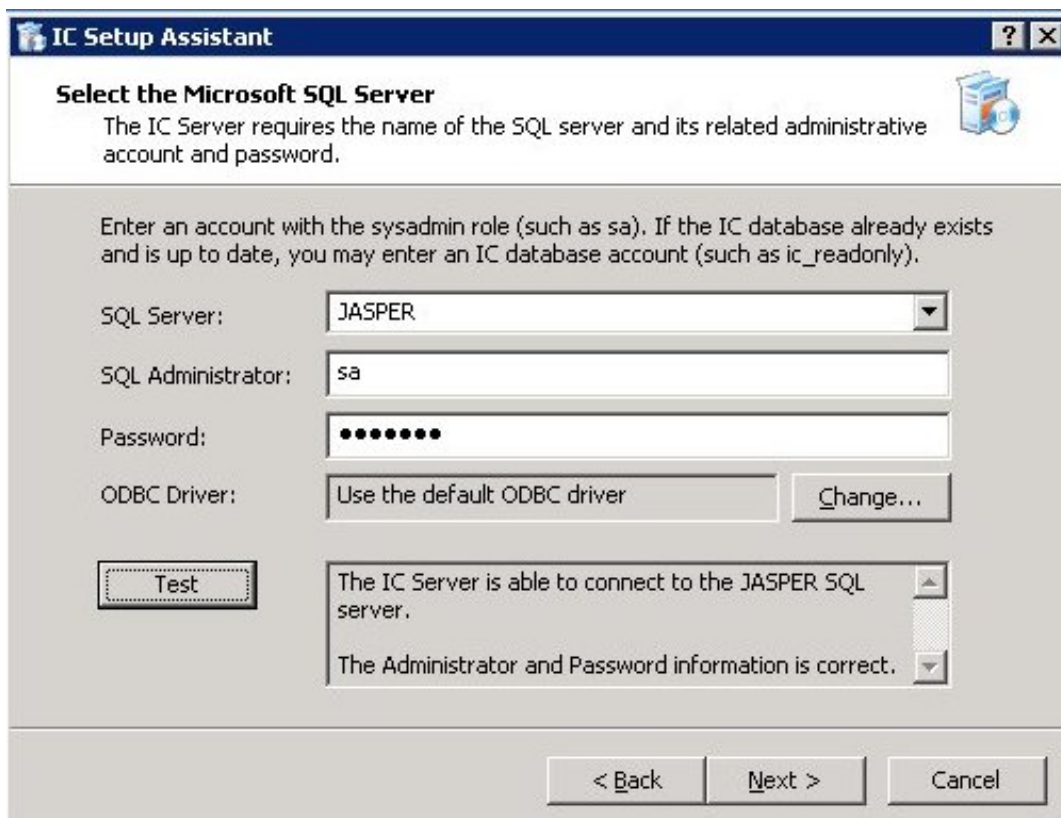 IC Setup Assistant
Select the Microsoft SQL Server
The IC Server requires the name of the SQL server and its related administrative
account and password.
Enter an account with the sysadmin role (such as sa). If the IC database already exists
and is up to date, you may enter an IC database account (such as ic_readonly).
SQL Server: JASPER
SQL Administrator: sa
Password: •••••••
ODBC Driver: Use the default ODBC driver Change...
Test
The IC Server is able to connect to the JASPER SQL
server.
The Administrator and Password information is correct.
< Back Next > Cancel